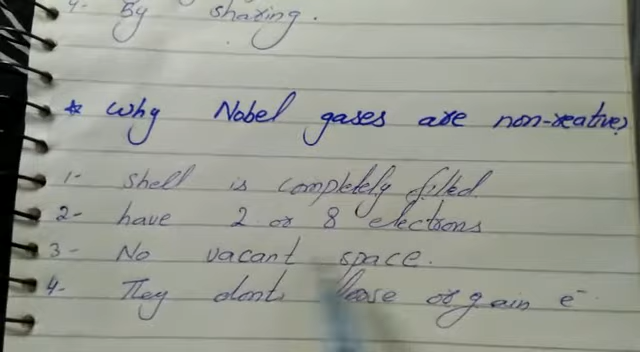 4- By sharing.
* Why Nobel gases are non-reative?
1- Shell is completely filled
2- have 2 or 8 electrons
3- No vacant space.
4- They dont loose or gain e⁻